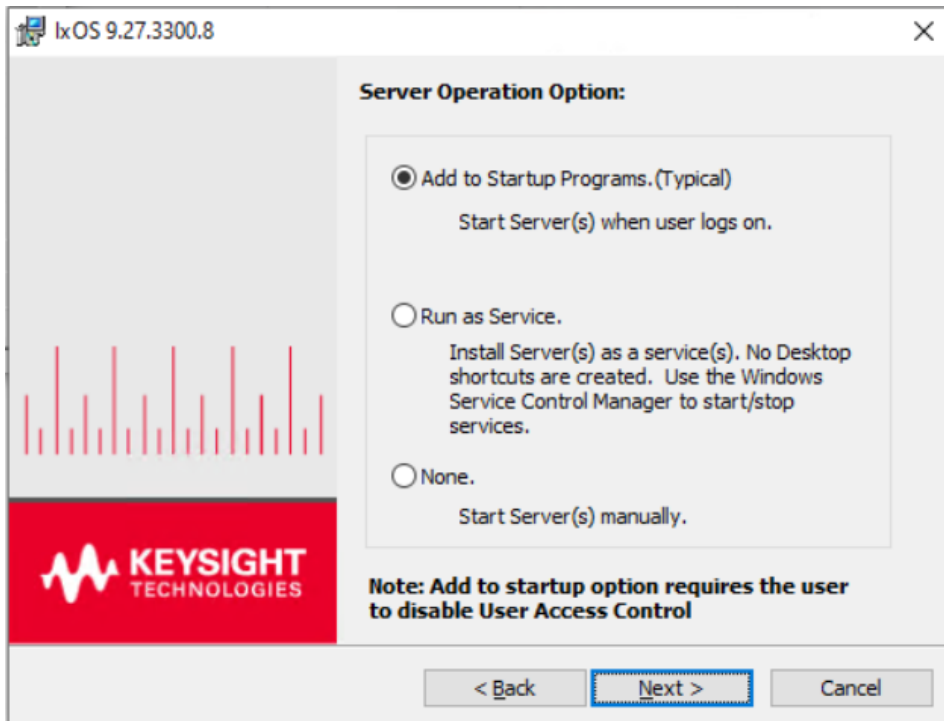 IxOS 9.27.3300.8
Server Operation Option:
Add to Startup Programs.(Typical)
Start Server(s) when user logs on.
Run as Service.
Install Server(s) as a service(s). No Desktop
shortcuts are created. Use the Windows
Service Control Manager to start/stop
services.
None.
Start Server(s) manually.
KEYSIGHT
TECHNOLOGIES
Note: Add to startup option requires the user
to disable User Access Control
< Back
Next >
Cancel